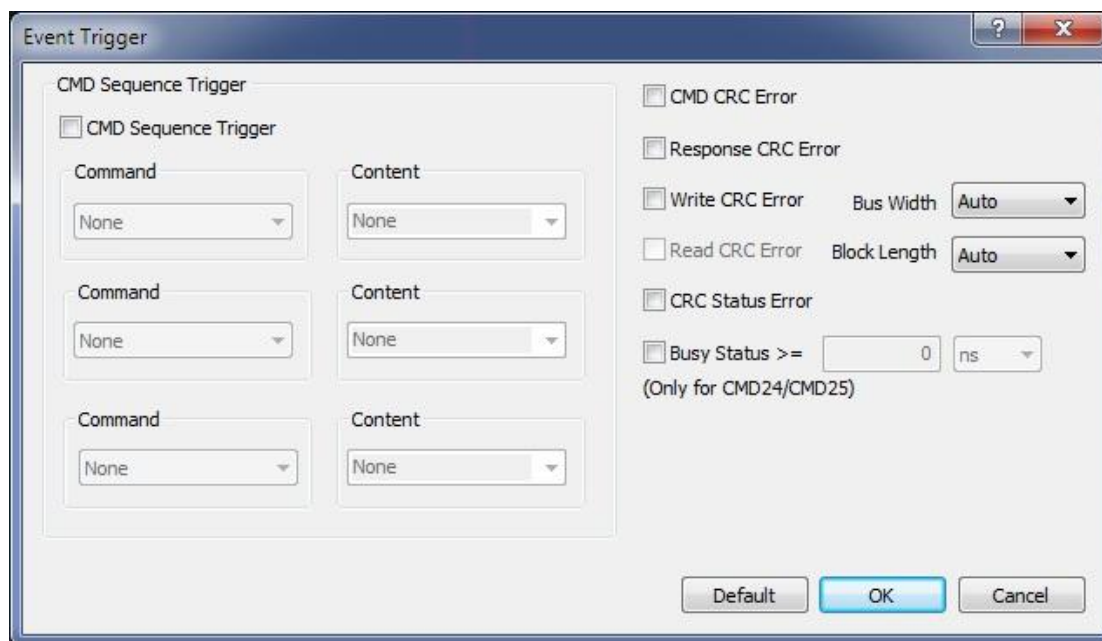 Event Trigger
CMD Sequence Trigger
CMD Sequence Trigger
Command
Content
None
None
Command
Content
None
None
Command
Content
None
None
CMD CRC Error
Response CRC Error
Write CRC Error Bus Width Auto
Read CRC Error Block Length Auto
CRC Status Error
Busy Status >= 0 ns
(Only for CMD24/CMD25)
Default OK Cancel